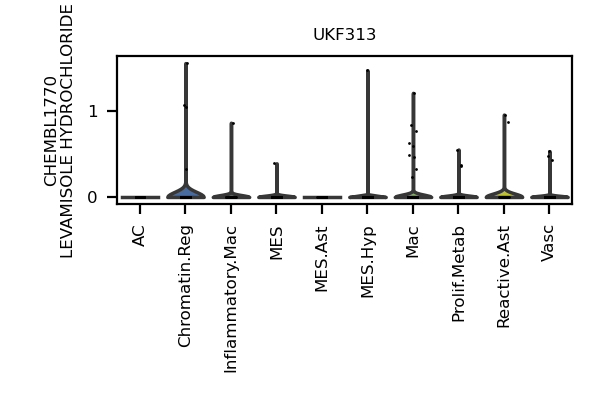 UKF313
CHEMBL1770
LEVAMISOLE HYDROCHLORIDE
1
0
AC
Chromatin.Reg
Inflammatory.Mac
MES
MES.Ast
MES.Hyp
Mac
Prolif.Metab
Reactive.Ast
Vasc